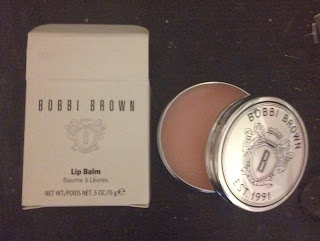 BOBBI BROWN
Lip Balm
Baume à Lèvres
NET WT./POIDS NET .5 OZ/15 g ℮
BOBBI BROWN
B
EST. 1991